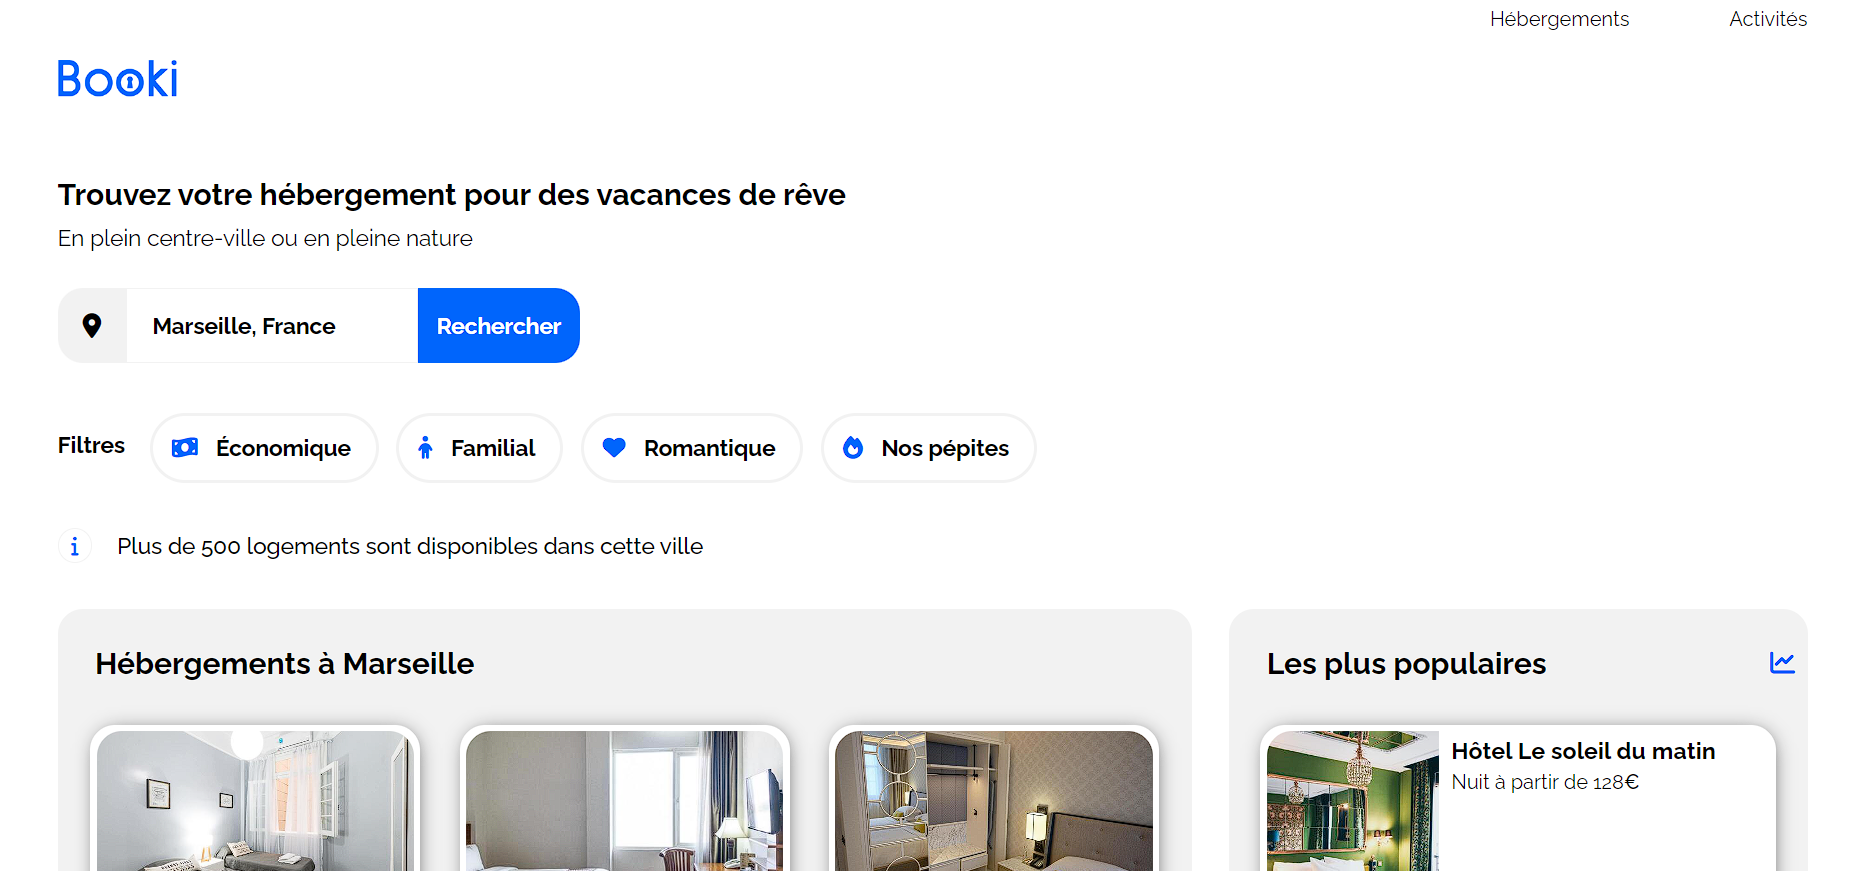 Hébergements
Activités
Booki
Trouvez votre hébergement pour des vacances de rêve
En plein centre-ville ou en pleine nature
Marseille, France
Rechercher
Filtres
Économique
Familial
Romantique
Nos pépites
Plus de 500 logements sont disponibles dans cette ville
Hébergements à Marseille
Les plus populaires
Hôtel Le soleil du matin
Nuit à partir de 128€